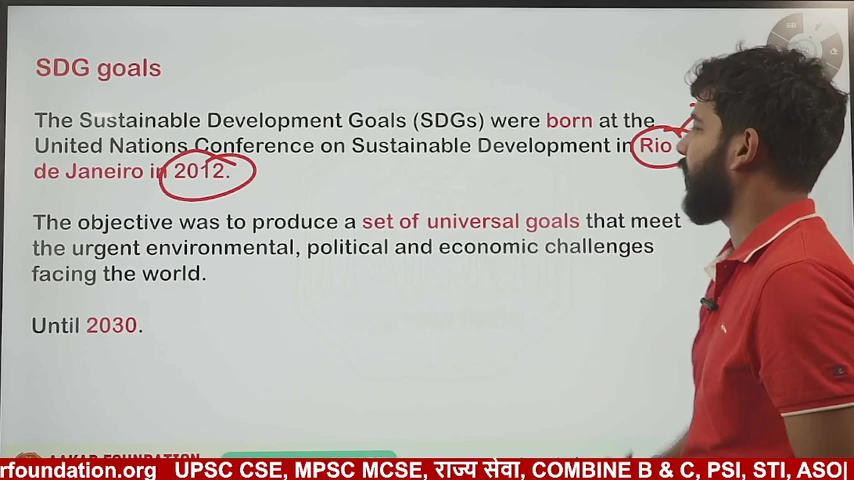 SDG goals
The Sustainable Development Goals (SDGs) were born at the
United Nations Conference on Sustainable Development in Rio
de Janeiro in 2012.
The objective was to produce a set of universal goals that meet
the urgent environmental, political and economic challenges
facing the world.
Until 2030.
AAKAR FOUNDATION
rfoundation.org UPSC CSE, MPSC MCSE, राज्य सेवा, COMBINE B & C, PSI, STI, ASO|